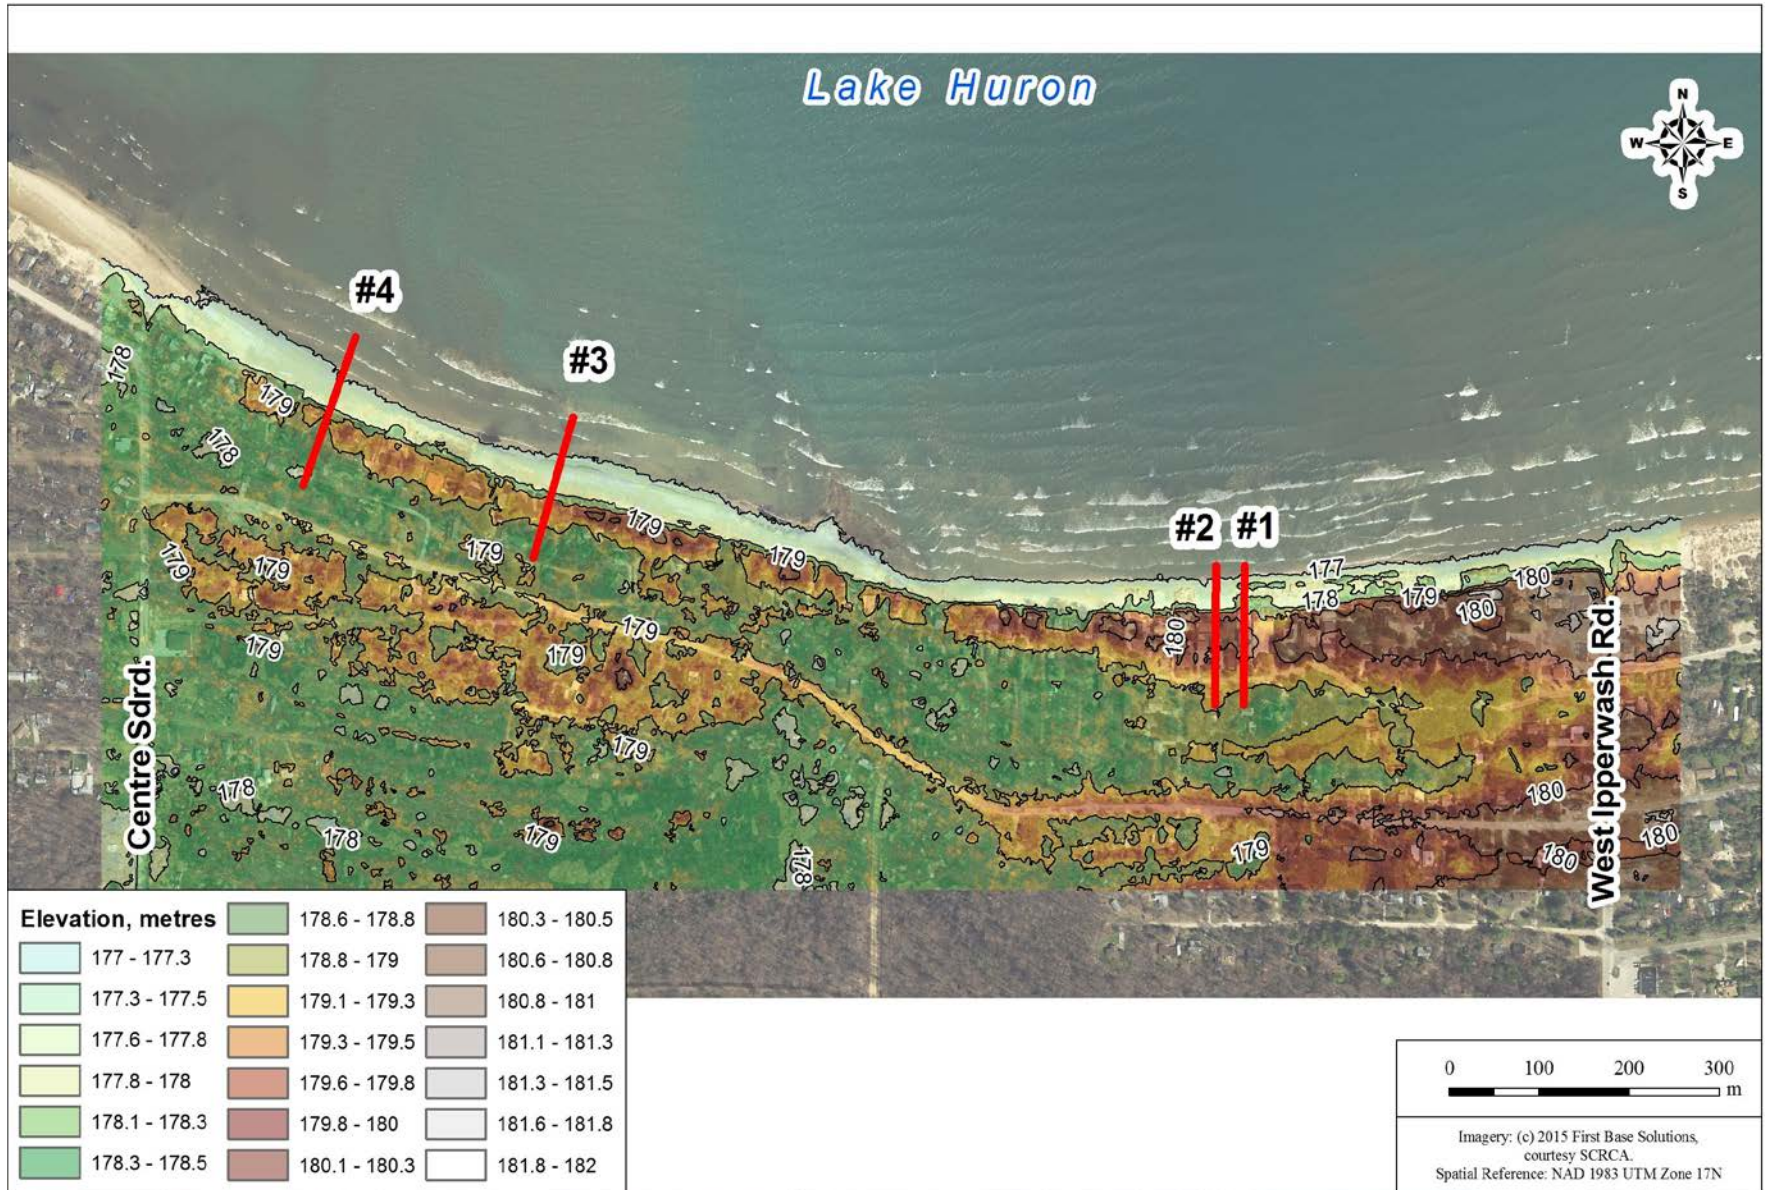 Lake Huron
N
W E
S
#4
#3
#2 #1
178
179
178
179
179
179
179
179
179
179
179
179
179
177
178
179
180
180
180
180
180
180
179
178
178
179
178
Centre Sdrd.
West Ipperwash Rd.
Elevation, metres
177 - 177.3
177.3 - 177.5
177.6 - 177.8
177.8 - 178
178.1 - 178.3
178.3 - 178.5
178.6 - 178.8
178.8 - 179
179.1 - 179.3
179.3 - 179.5
179.6 - 179.8
179.8 - 180
180.1 - 180.3
180.3 - 180.5
180.6 - 180.8
180.8 - 181
181.1 - 181.3
181.3 - 181.5
181.6 - 181.8
181.8 - 182
0 100 200 300
m
Imagery: (c) 2015 First Base Solutions,
courtesy SCRCA.
Spatial Reference: NAD 1983 UTM Zone 17N